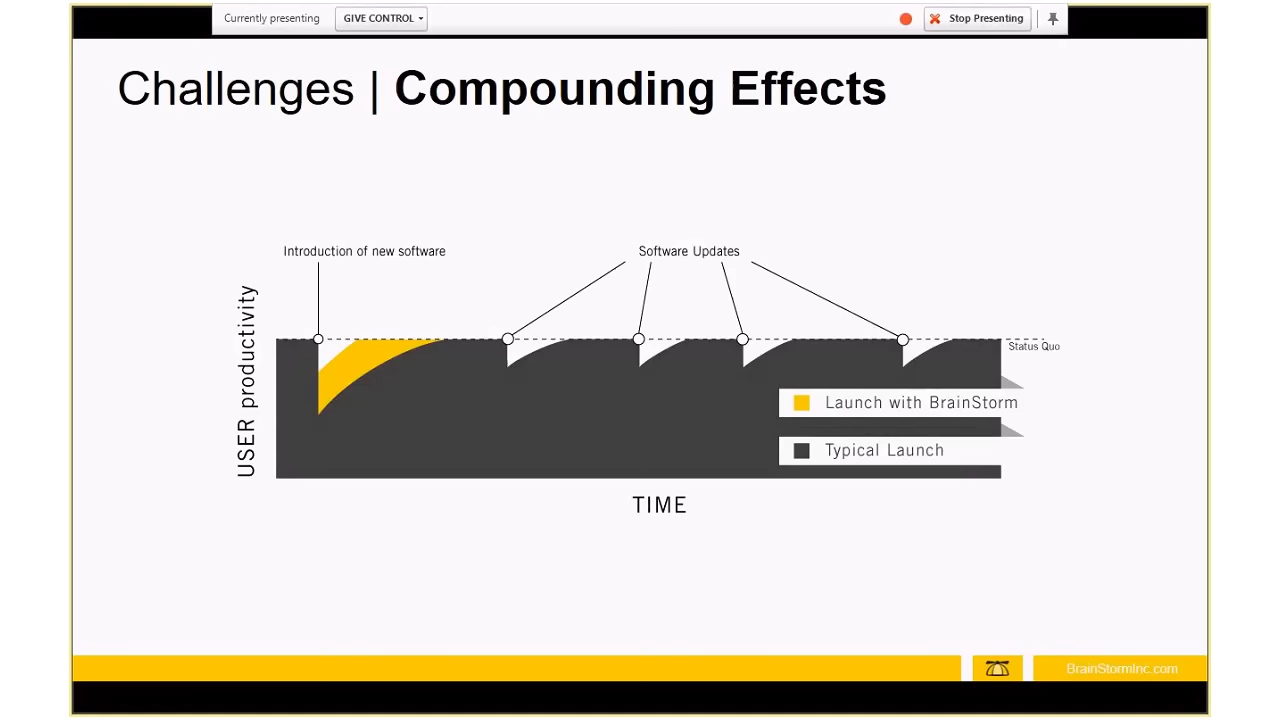 Currently presenting
GIVE CONTROL
Stop Presenting
Challenges | Compounding Effects
Introduction of new software
Software Updates
USER productivity
Status Quo
Launch with BrainStorm
Typical Launch
TIME
BrainStormInc.com